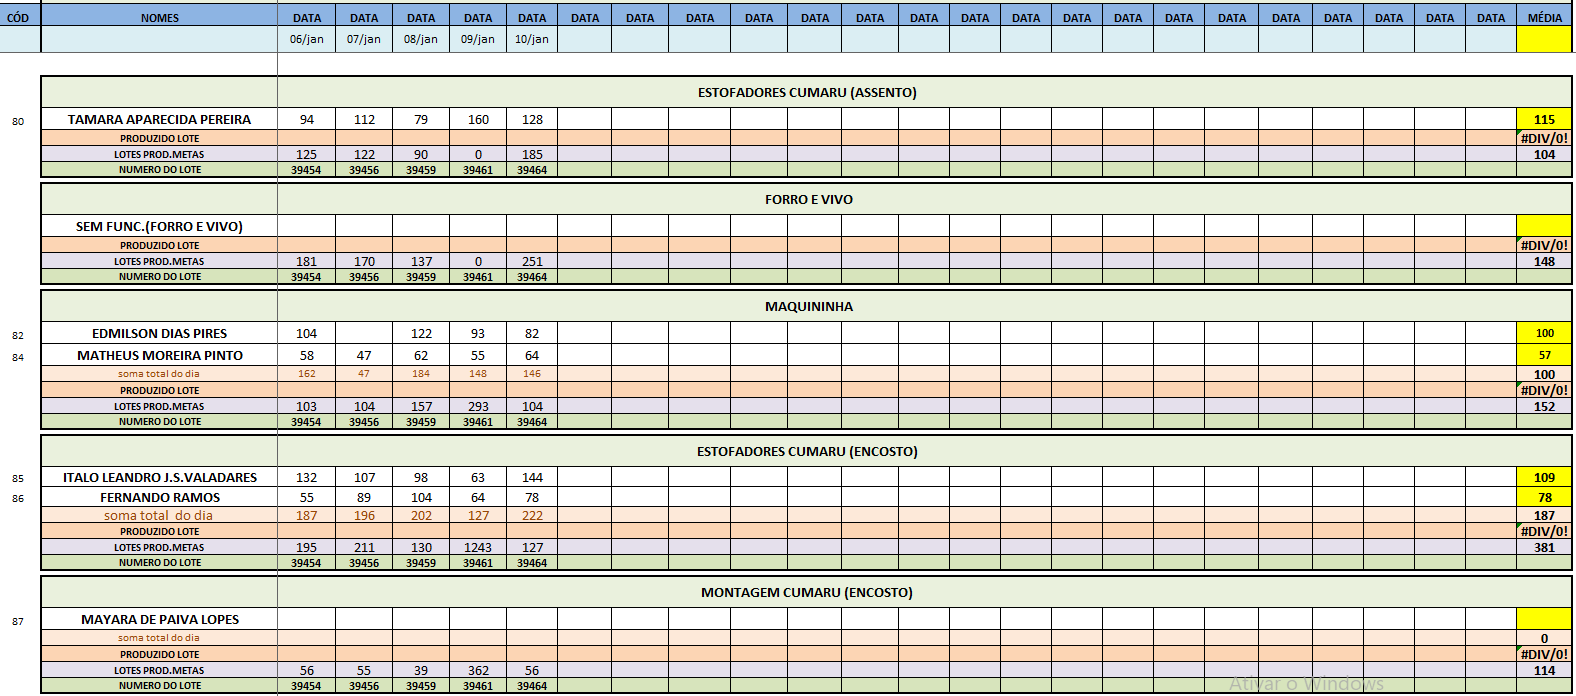 CÓD NOMES DATA DATA DATA DATA DATA DATA DATA DATA DATA DATA DATA DATA DATA DATA DATA DATA DATA DATA DATA DATA DATA DATA DATA MÉDIA
06/jan 07/jan 08/jan 09/jan 10/jan
ESTOFADORES CUMARU (ASSENTO)
80 TAMARA APARECIDA PEREIRA 94 112 79 160 128 115
PRODUZIDO LOTE #DIV/0!
LOTES PROD.METAS 125 122 90 0 185 104
NUMERO DO LOTE 39454 39456 39459 39461 39464
FORRO E VIVO
SEM FUNC.(FORRO E VIVO)
PRODUZIDO LOTE #DIV/0!
LOTES PROD.METAS 181 170 137 0 251 148
NUMERO DO LOTE 39454 39456 39459 39461 39464
MAQUININHA
82 EDMILSON DIAS PIRES 104 122 93 82 100
84 MATHEUS MOREIRA PINTO 58 47 62 55 64 57
soma total do dia 162 47 184 148 146 100
PRODUZIDO LOTE #DIV/0!
LOTES PROD.METAS 103 104 157 293 104 152
NUMERO DO LOTE 39454 39456 39459 39461 39464
ESTOFADORES CUMARU (ENCOSTO)
85 ITALO LEANDRO J.S.VALADARES 132 107 98 63 144 109
86 FERNANDO RAMOS 55 89 104 64 78 78
soma total do dia 187 196 202 127 222 187
PRODUZIDO LOTE #DIV/0!
LOTES PROD.METAS 195 211 130 1243 127 381
NUMERO DO LOTE 39454 39456 39459 39461 39464
MONTAGEM CUMARU (ENCOSTO)
87 MAYARA DE PAIVA LOPES
soma total do dia 0
PRODUZIDO LOTE #DIV/0!
LOTES PROD.METAS 56 55 39 362 56 114
NUMERO DO LOTE 39454 39456 39459 39461 39464
Ativar o Windows